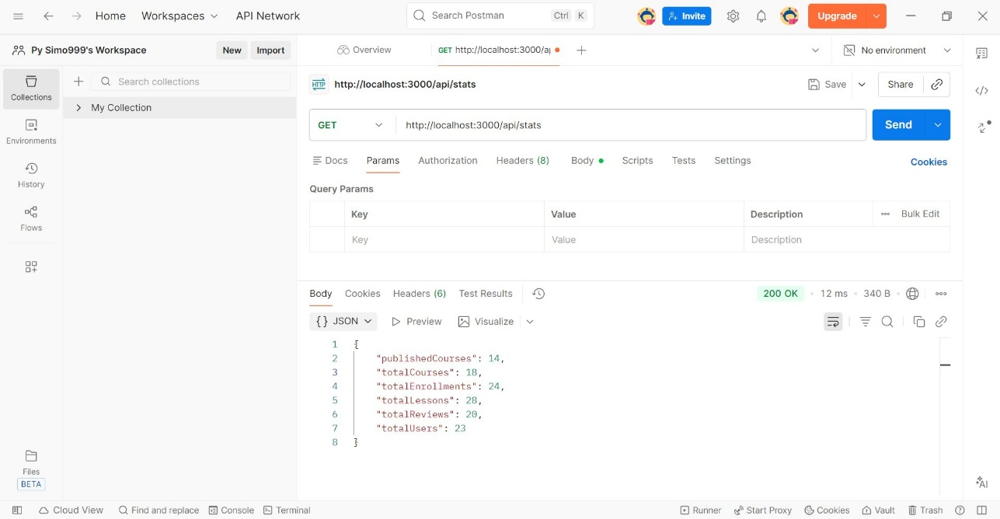 Home Workspaces API Network Search Postman Ctrl K Invite Upgrade
Py Simo999's Workspace New Import Overview GET http://localhost:3000/ap No environment
Collections
Environments
History
Flows
Files
BETA
Search collections
My Collection
HTTP http://localhost:3000/api/stats Save Share
GET http://localhost:3000/api/stats Send
Docs Params Authorization Headers (8) Body Scripts Tests Settings Cookies
Query Params
Key Value Description Bulk Edit
Key Value Description
Body Cookies Headers (6) Test Results 200 OK 12 ms 340 B
{} JSON Preview Visualize
1 {
2 "publishedCourses": 14,
3 "totalCourses": 18,
4 "totalEnrollments": 24,
5 "totalLessons": 28,
6 "totalReviews": 20,
7 "totalUsers": 23
8 }
AI
Cloud View Find and replace Console Terminal Runner Start Proxy Cookies Vault Trash